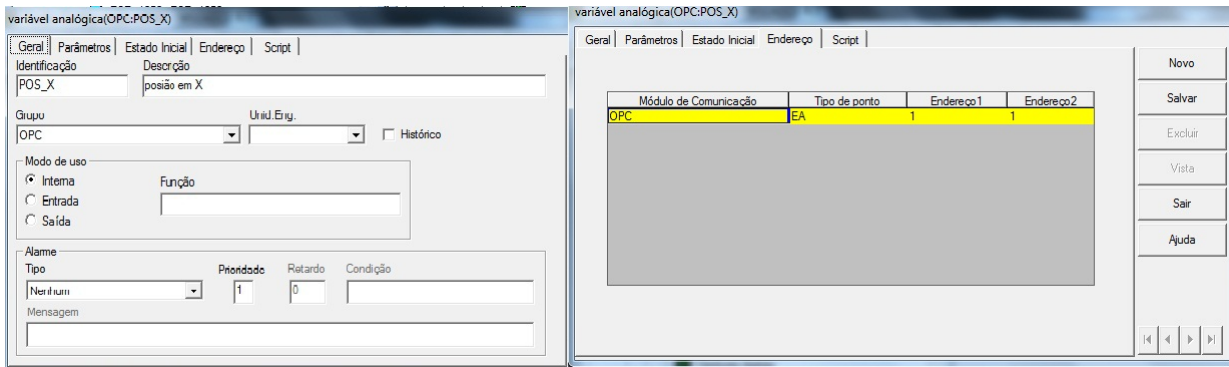 variável analógica(OPC:POS_X)
Geral Parâmetros Estado Inicial Endereço Script
Identificação Descrção
POS_X posião em X
Grupo Unid.Eng.
OPC Histórico
Modo de uso
Interna Função
Entrada
Saída
Alarme
Tipo Prioridade Retardo Condição
Nenhum 1 0
Mensagem
variável analógica(OPC:POS_X)
Geral Parâmetros Estado Inicial Endereço Script
Módulo de Comunicação Tipo de ponto Endereço1 Endereço2
OPC EA 1 1
Novo
Salvar
Excluir
Vista
Sair
Ajuda